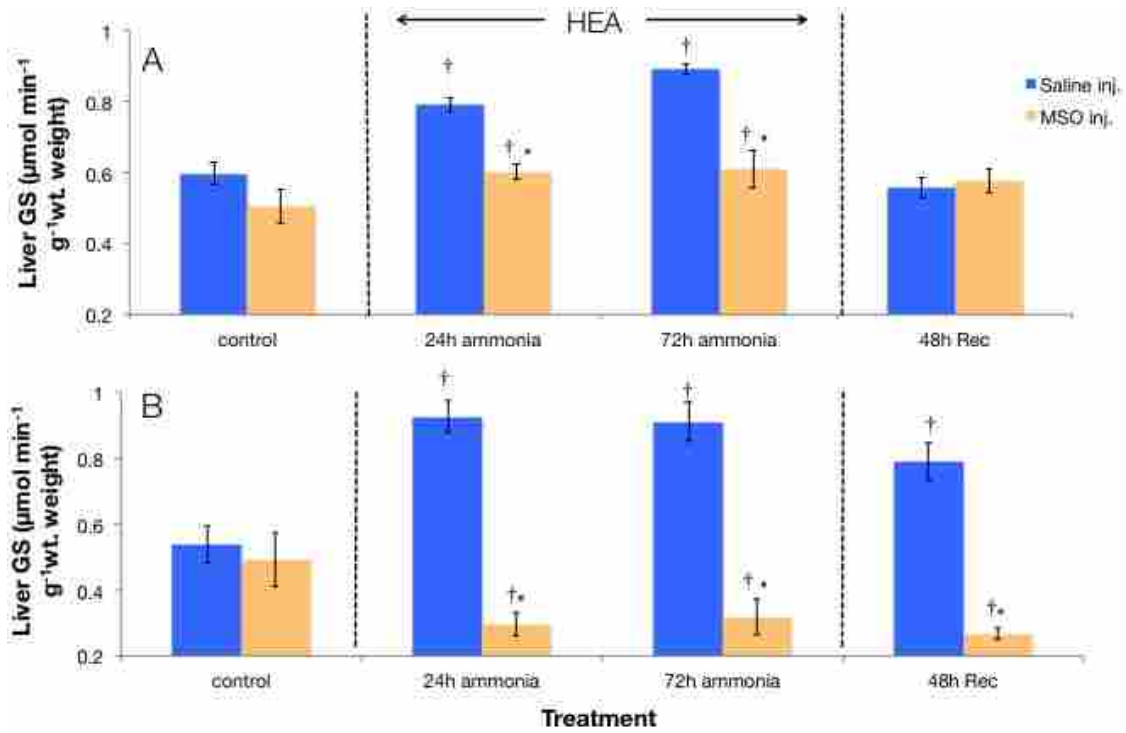 HEA
A
1
0.8
0.6
0.4
0.2
Liver GS (µmol min⁻¹
g⁻¹wt. weight)
†
† *
†
† *
Saline inj.
MSO inj.
control
24h ammonia
72h ammonia
48h Rec
B
1
0.8
0.6
0.4
0.2
Liver GS (µmol min⁻¹
g⁻¹wt. weight)
†
†*
†
† *
†
†*
control
24h ammonia
72h ammonia
48h Rec
Treatment